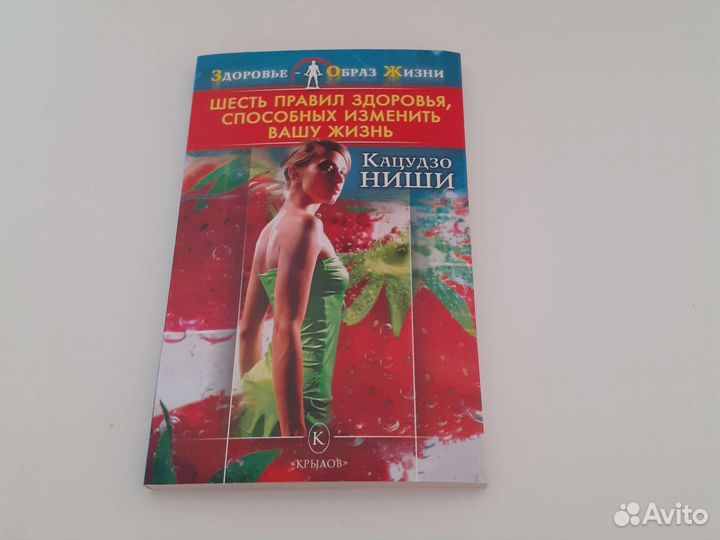 Здоровье - Образ Жизни
ШЕСТЬ ПРАВИЛ ЗДОРОВЬЯ,
СПОСОБНЫХ ИЗМЕНИТЬ
ВАШУ ЖИЗНЬ
Кацудзо
НИШИ
К
«КРЫЛОВ»
Avito